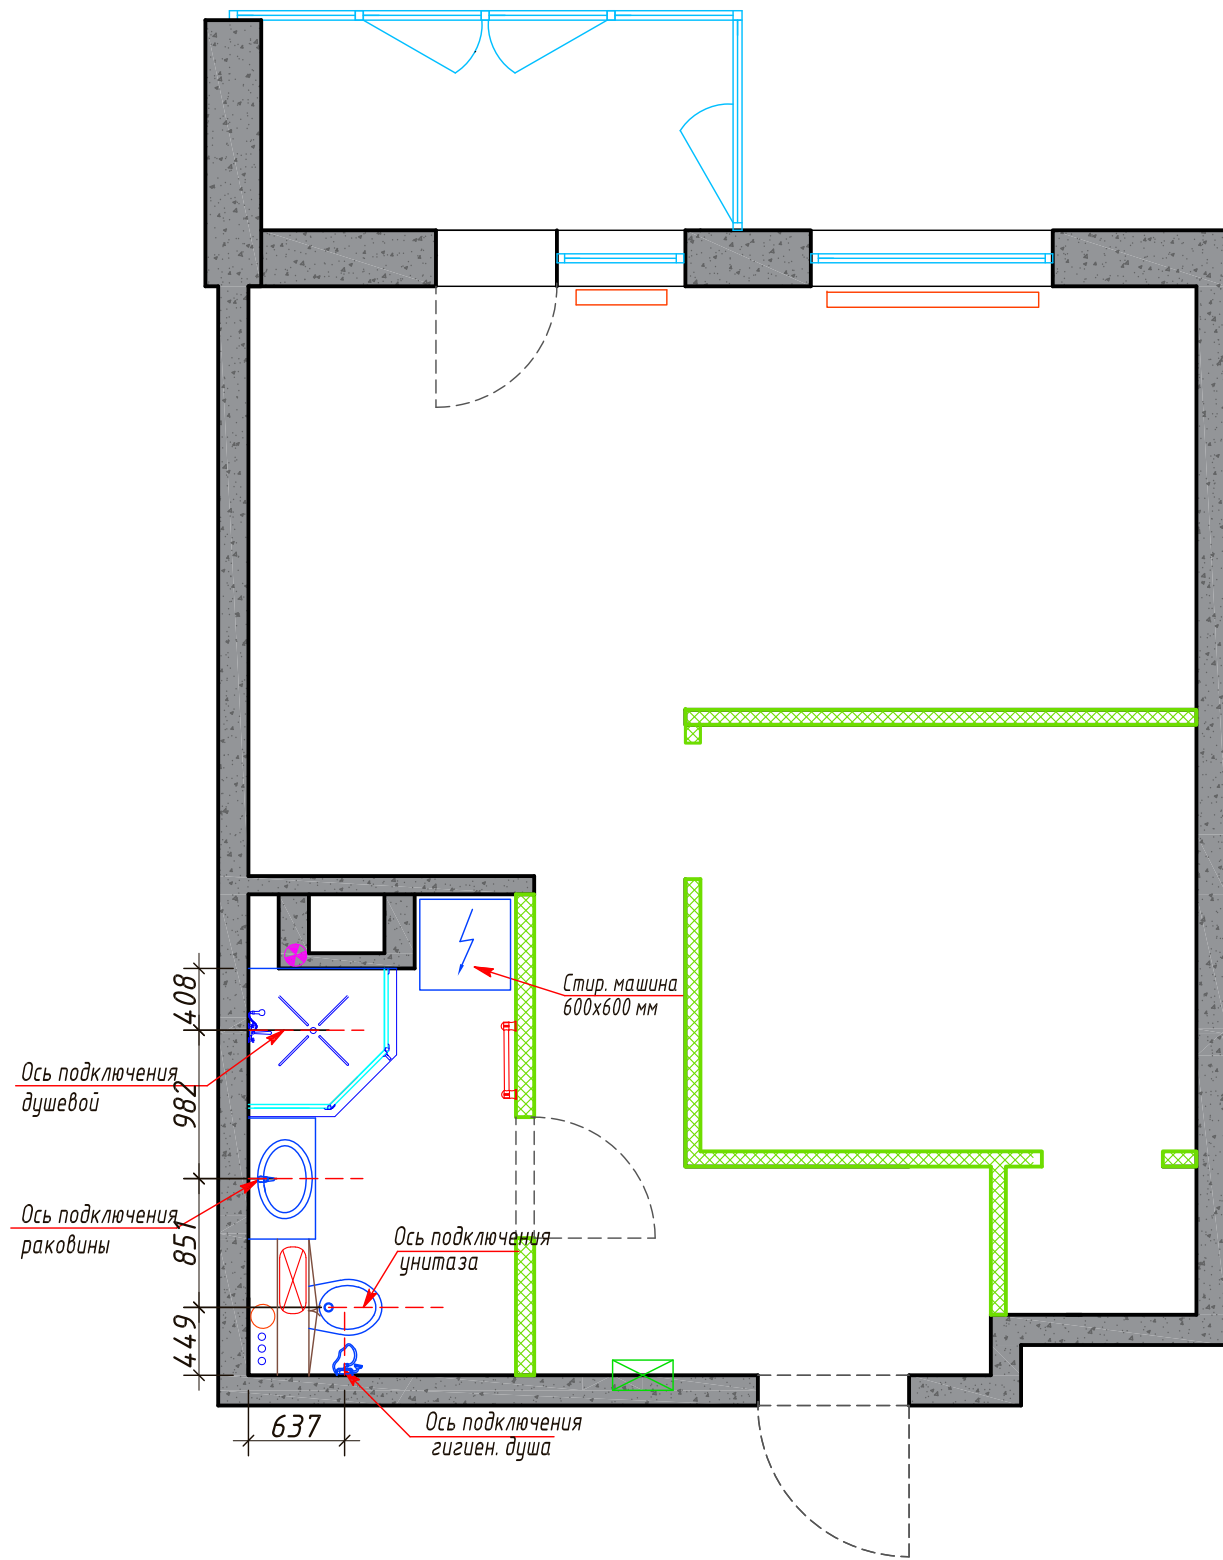 Стир. машина
600х600 мм
408
Ось подключения
душевой
982
Ось подключения
раковины
851
Ось подключения
унитаза
449
637
Ось подключения
гигиен. душа